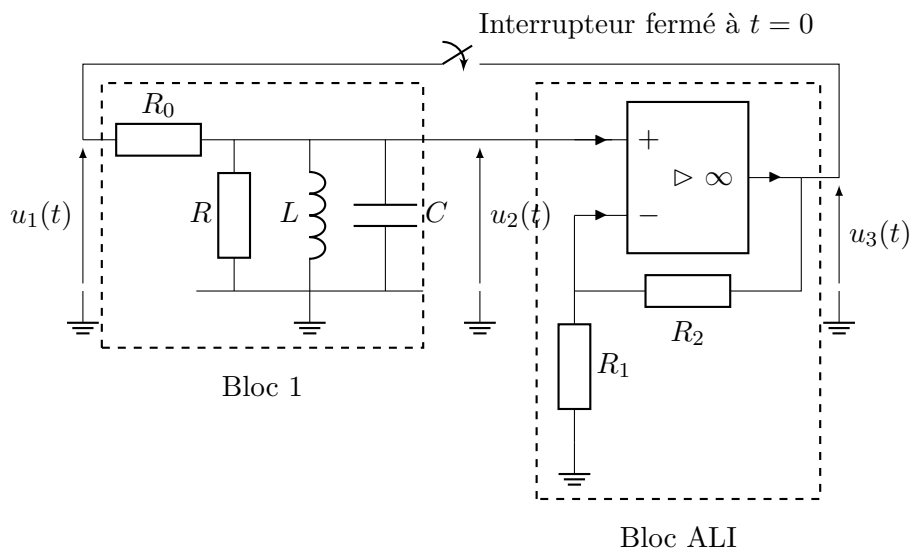 Interrupteur fermé à t = 0
R₀
u₁(t)
R
L
C
u₂(t)
+
▷ ∞
−
u₃(t)
R₂
R₁
Bloc 1
Bloc ALI